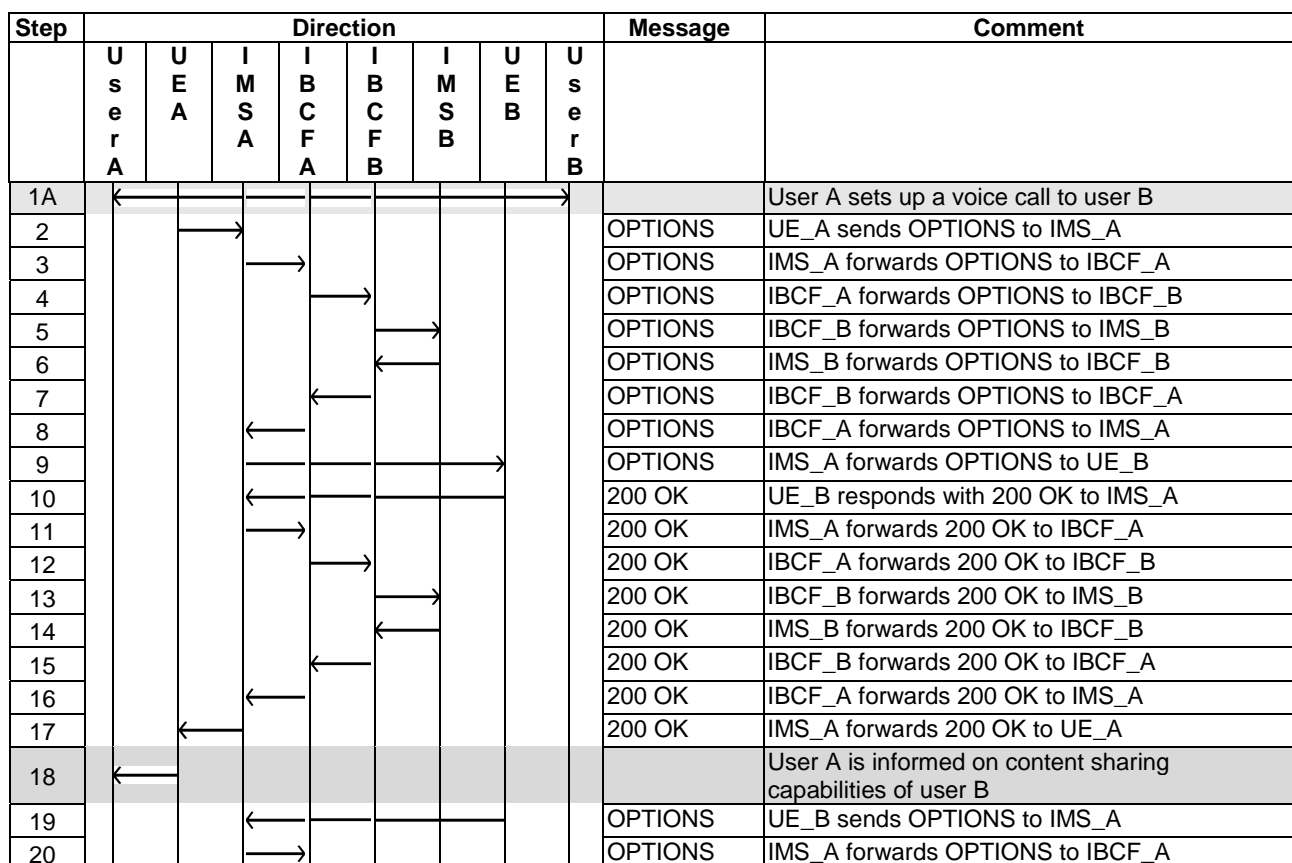 Step Direction Message Comment
User A UE A IMS A IBCF A IBCF B IMS B UE B User B
1A User A sets up a voice call to user B
2 OPTIONS UE_A sends OPTIONS to IMS_A
3 OPTIONS IMS_A forwards OPTIONS to IBCF_A
4 OPTIONS IBCF_A forwards OPTIONS to IBCF_B
5 OPTIONS IBCF_B forwards OPTIONS to IMS_B
6 OPTIONS IMS_B forwards OPTIONS to IBCF_B
7 OPTIONS IBCF_B forwards OPTIONS to IBCF_A
8 OPTIONS IBCF_A forwards OPTIONS to IMS_A
9 OPTIONS IMS_A forwards OPTIONS to UE_B
10 200 OK UE_B responds with 200 OK to IMS_A
11 200 OK IMS_A forwards 200 OK to IBCF_A
12 200 OK IBCF_A forwards 200 OK to IBCF_B
13 200 OK IBCF_B forwards 200 OK to IMS_B
14 200 OK IMS_B forwards 200 OK to IBCF_B
15 200 OK IBCF_B forwards 200 OK to IBCF_A
16 200 OK IBCF_A forwards 200 OK to IMS_A
17 200 OK IMS_A forwards 200 OK to UE_A
18 User A is informed on content sharing
capabilities of user B
19 OPTIONS UE_B sends OPTIONS to IMS_A
20 OPTIONS IMS_A forwards OPTIONS to IBCF_A